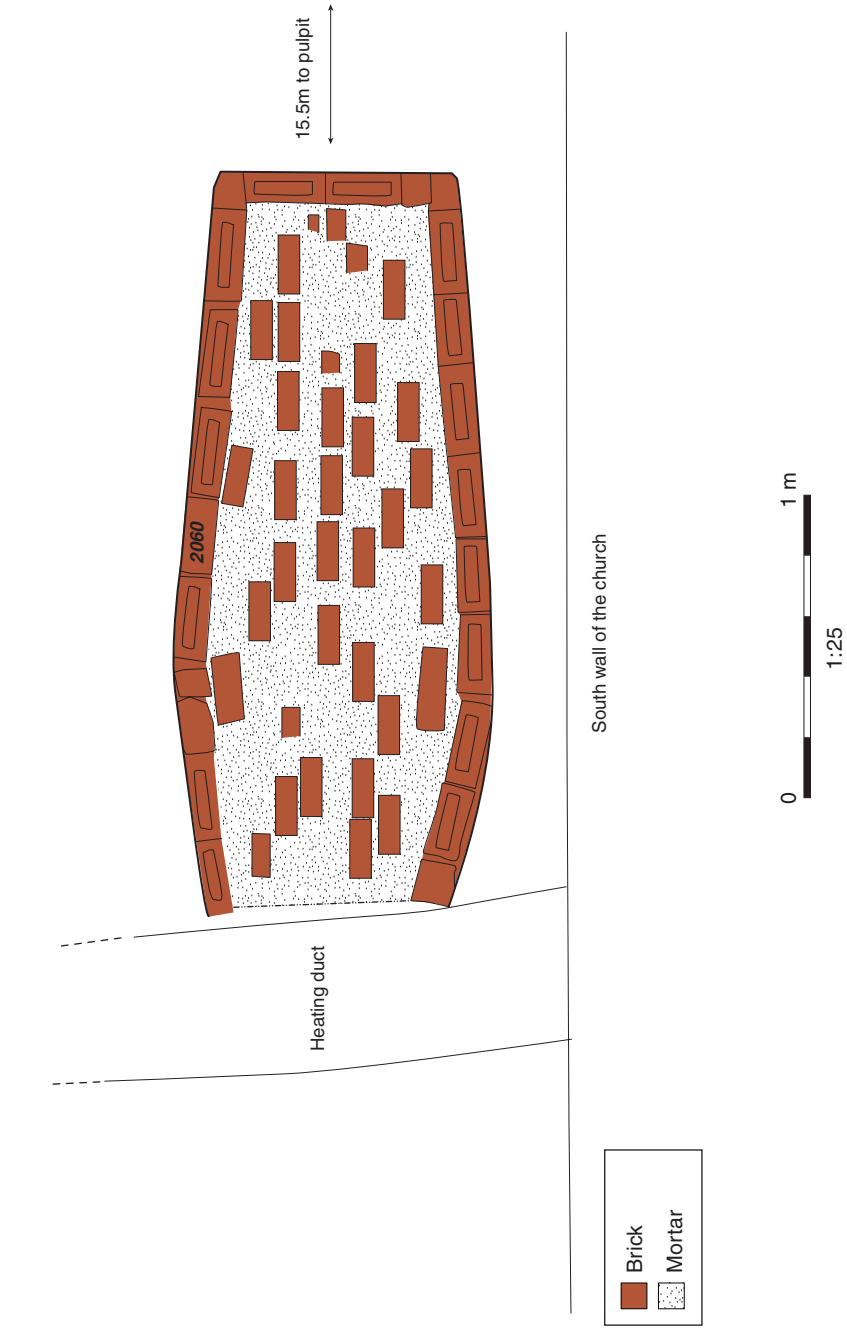 15.5m to pulpit
2060
South wall of the church
Heating duct
0
1 m
1:25
Brick
Mortar